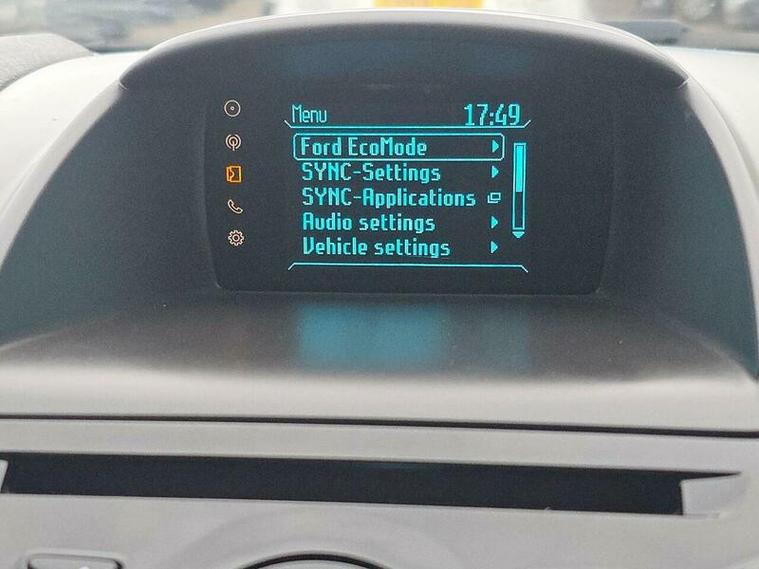 Menu 17:49
Ford EcoMode
SYNC-Settings
SYNC-Applications
Audio settings
Vehicle settings